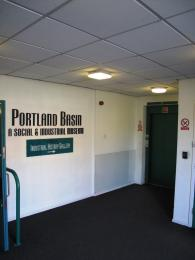 PORTLAND BASIN
A SOCIAL & INDUSTRIAL MUSEUM
INDUSTRIAL HISTORY GALLERY